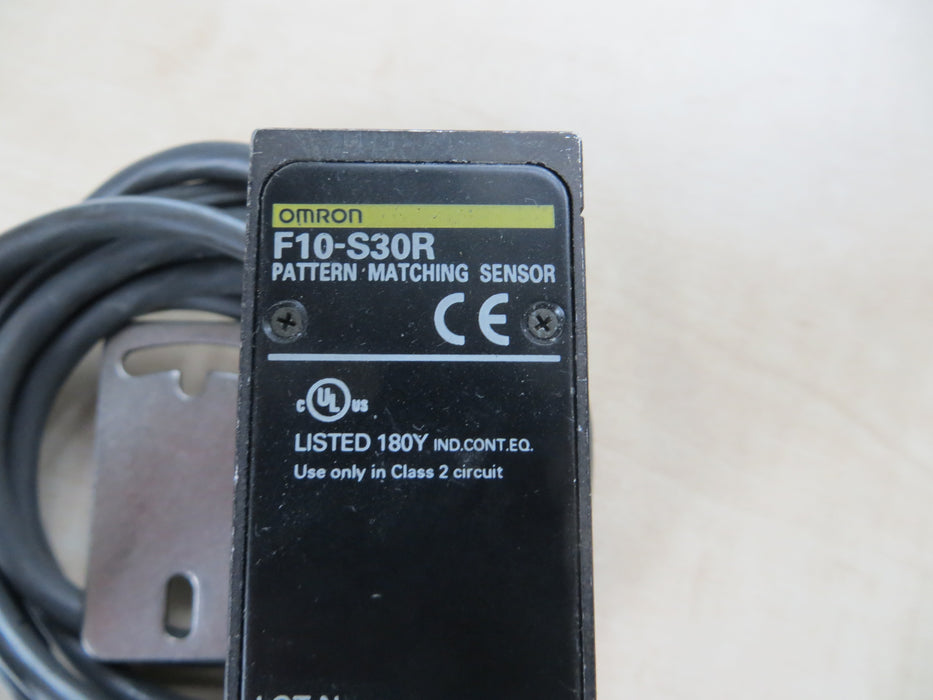 OMRON
F10-S30R
PATTERN MATCHING SENSOR
CE
C UL US
LISTED 180Y IND.CONT.EQ.
Use only in Class 2 circuit